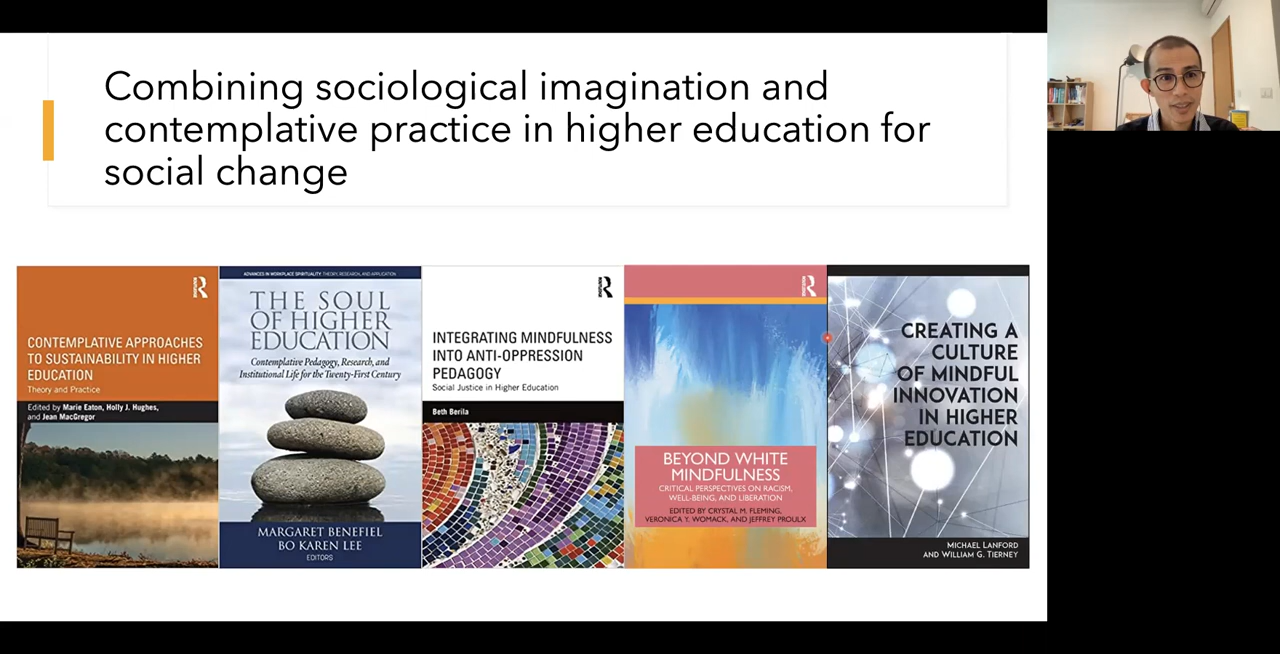 Combining sociological imagination and
contemplative practice in higher education for
social change
CONTEMPLATIVE APPROACHES
TO SUSTAINABILITY IN HIGHER
EDUCATION
Theory and Practice
Edited by Marie Eaton, Holly J. Hughes,
and Jean MacGregor
ADVANCES IN WORKPLACE SPIRITUALITY: THEORY, RESEARCH, AND APPLICATION
THE SOUL
OF HIGHER
EDUCATION
Contemplative Pedagogy, Research, and
Institutional Life for the Twenty-First Century
MARGARET BENEFIEL
BO KAREN LEE
EDITORS
INTEGRATING MINDFULNESS
INTO ANTI-OPPRESSION
PEDAGOGY
Social Justice in Higher Education
Beth Berila
BEYOND WHITE
MINDFULNESS
CRITICAL PERSPECTIVES ON RACISM,
WELL-BEING, AND LIBERATION
EDITED BY CRYSTAL M. FLEMING,
VERONICA Y. WOMACK, AND JEFFREY PROULX
CREATING A
CULTURE
OF MINDFUL
INNOVATION
IN HIGHER
EDUCATION
MICHAEL LANFORD
AND WILLIAM G. TIERNEY